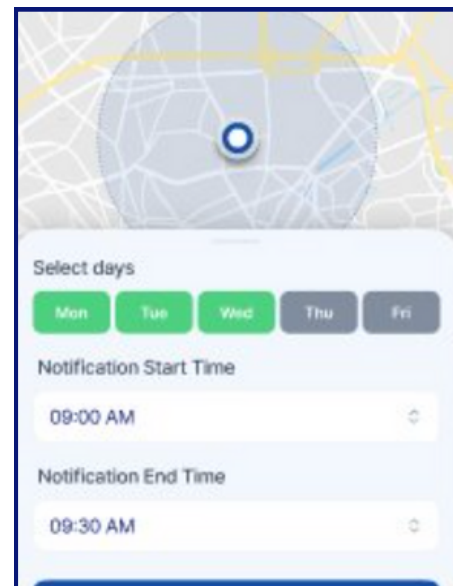 Select days
Mon Tue Wed Thu Fri
Notification Start Time
09:00 AM
Notification End Time
09:30 AM